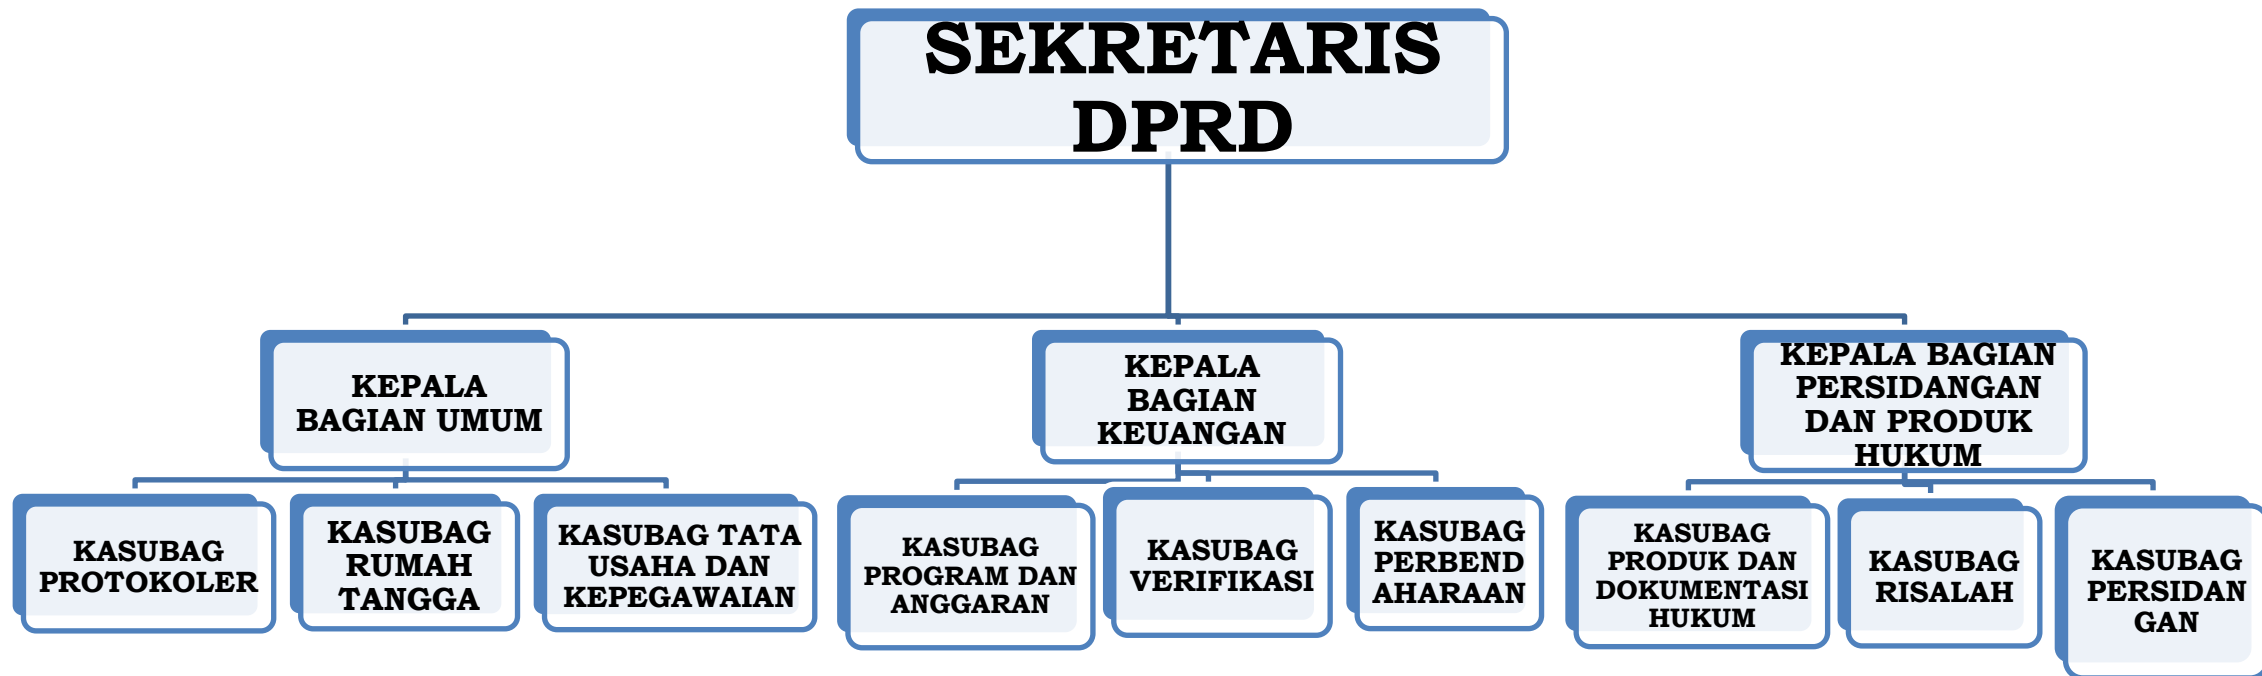 SEKRETARIS
DPRD
KEPALA
BAGIAN UMUM
KEPALA
BAGIAN
KEUANGAN
KEPALA BAGIAN
PERSIDANGAN
DAN PRODUK
HUKUM
KASUBAG
PROTOKOLER
KASUBAG
RUMAH
TANGGA
KASUBAG TATA
USAHA DAN
KEPEGAWAIAN
KASUBAG
PROGRAM DAN
ANGGARAN
KASUBAG
VERIFIKASI
KASUBAG
PERBEND
AHARAAN
KASUBAG
PRODUK DAN
DOKUMENTASI
HUKUM
KASUBAG
RISALAH
KASUBAG
PERSIDAN
GAN